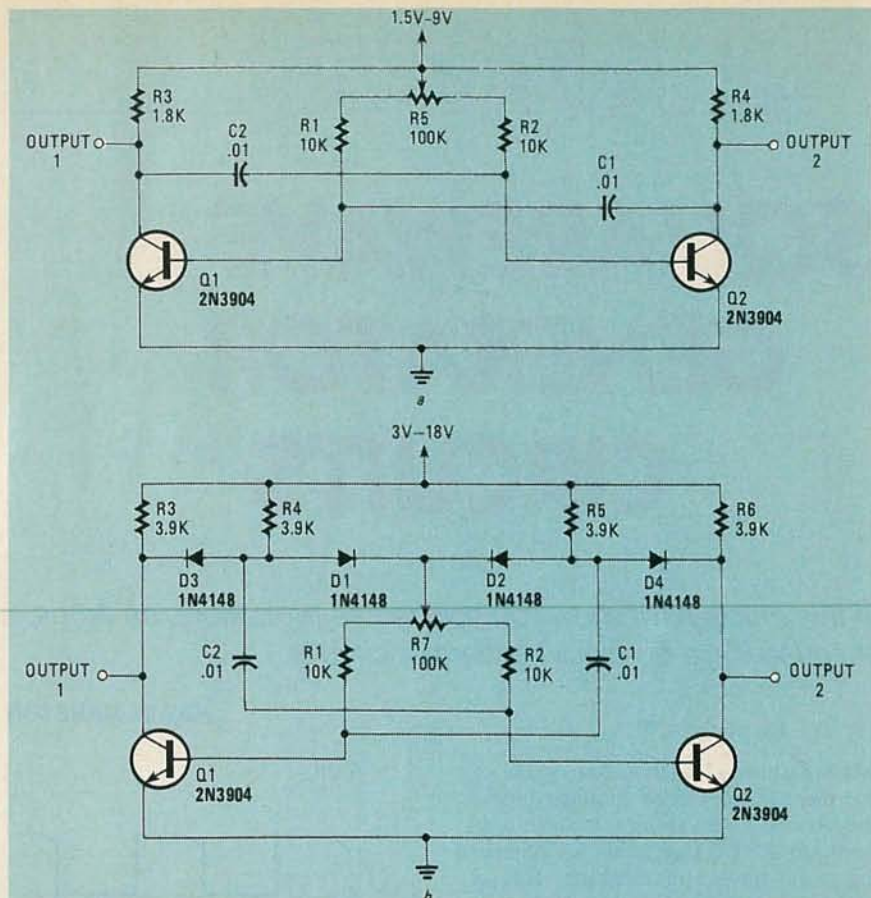 1.5V–9V
R3
1.8K
R4
1.8K
R1
10K
R5
100K
R2
10K
C2
.01
C1
.01
OUTPUT
1
OUTPUT
2
Q1
2N3904
Q2
2N3904
a
3V–18V
R3
3.9K
R4
3.9K
R5
3.9K
R6
3.9K
D3
1N4148
D1
1N4148
D2
1N4148
D4
1N4148
C2
.01
R1
10K
R7
100K
R2
10K
C1
.01
OUTPUT
1
OUTPUT
2
Q1
2N3904
Q2
2N3904
b